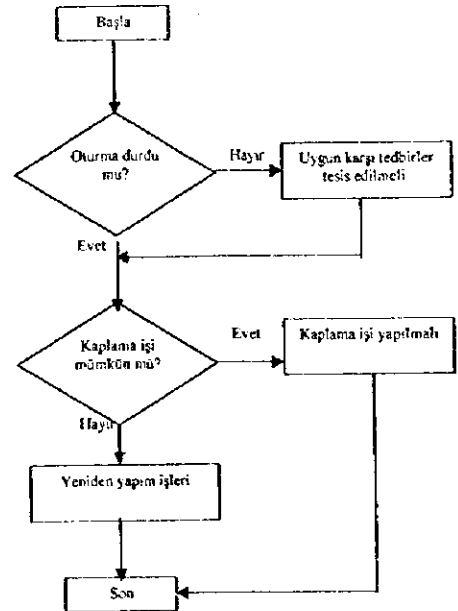 Başla
Oturma durdu
mu?
Hayır
Uygun karşı tedbirler
tesis edilmeli
Evet
Kaplama işi
mümkün mü?
Evet
Kaplama işi yapılmalı
Hayır
Yeniden yapım işleri
Son